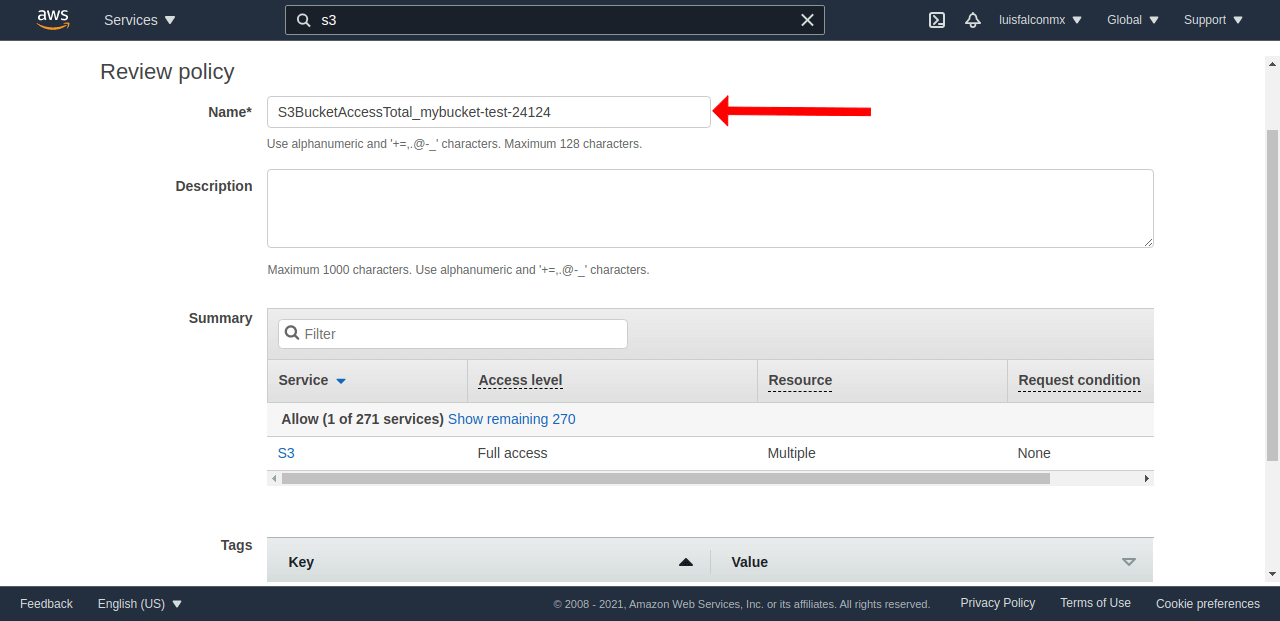 aws Services s3 luisfalconmx Global Support
Review policy
Name* S3BucketAccessTotal_mybucket-test-24124
Use alphanumeric and '+=,.@-_' characters. Maximum 128 characters.
Description
Maximum 1000 characters. Use alphanumeric and '+=,.@-_' characters.
Summary
Filter
Service Access level Resource Request condition
Allow (1 of 271 services) Show remaining 270
S3 Full access Multiple None
Tags
Key Value
Feedback English (US) © 2008 - 2021, Amazon Web Services, Inc. or its affiliates. All rights reserved. Privacy Policy Terms of Use Cookie preferences